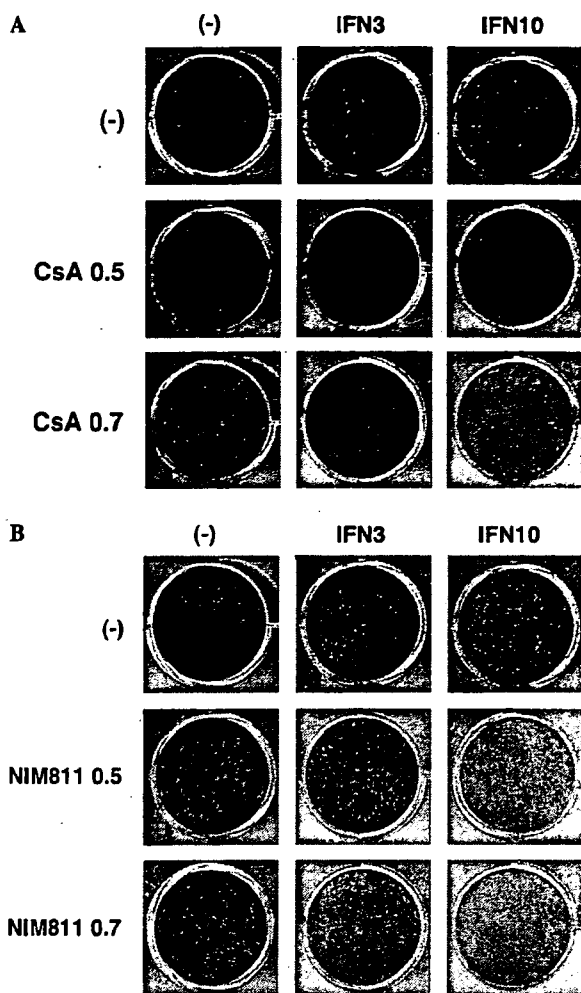 A
(-) IFN3 IFN10
(-)
CsA 0.5
CsA 0.7
B
(-) IFN3 IFN10
(-)
NIM811 0.5
NIM811 0.7